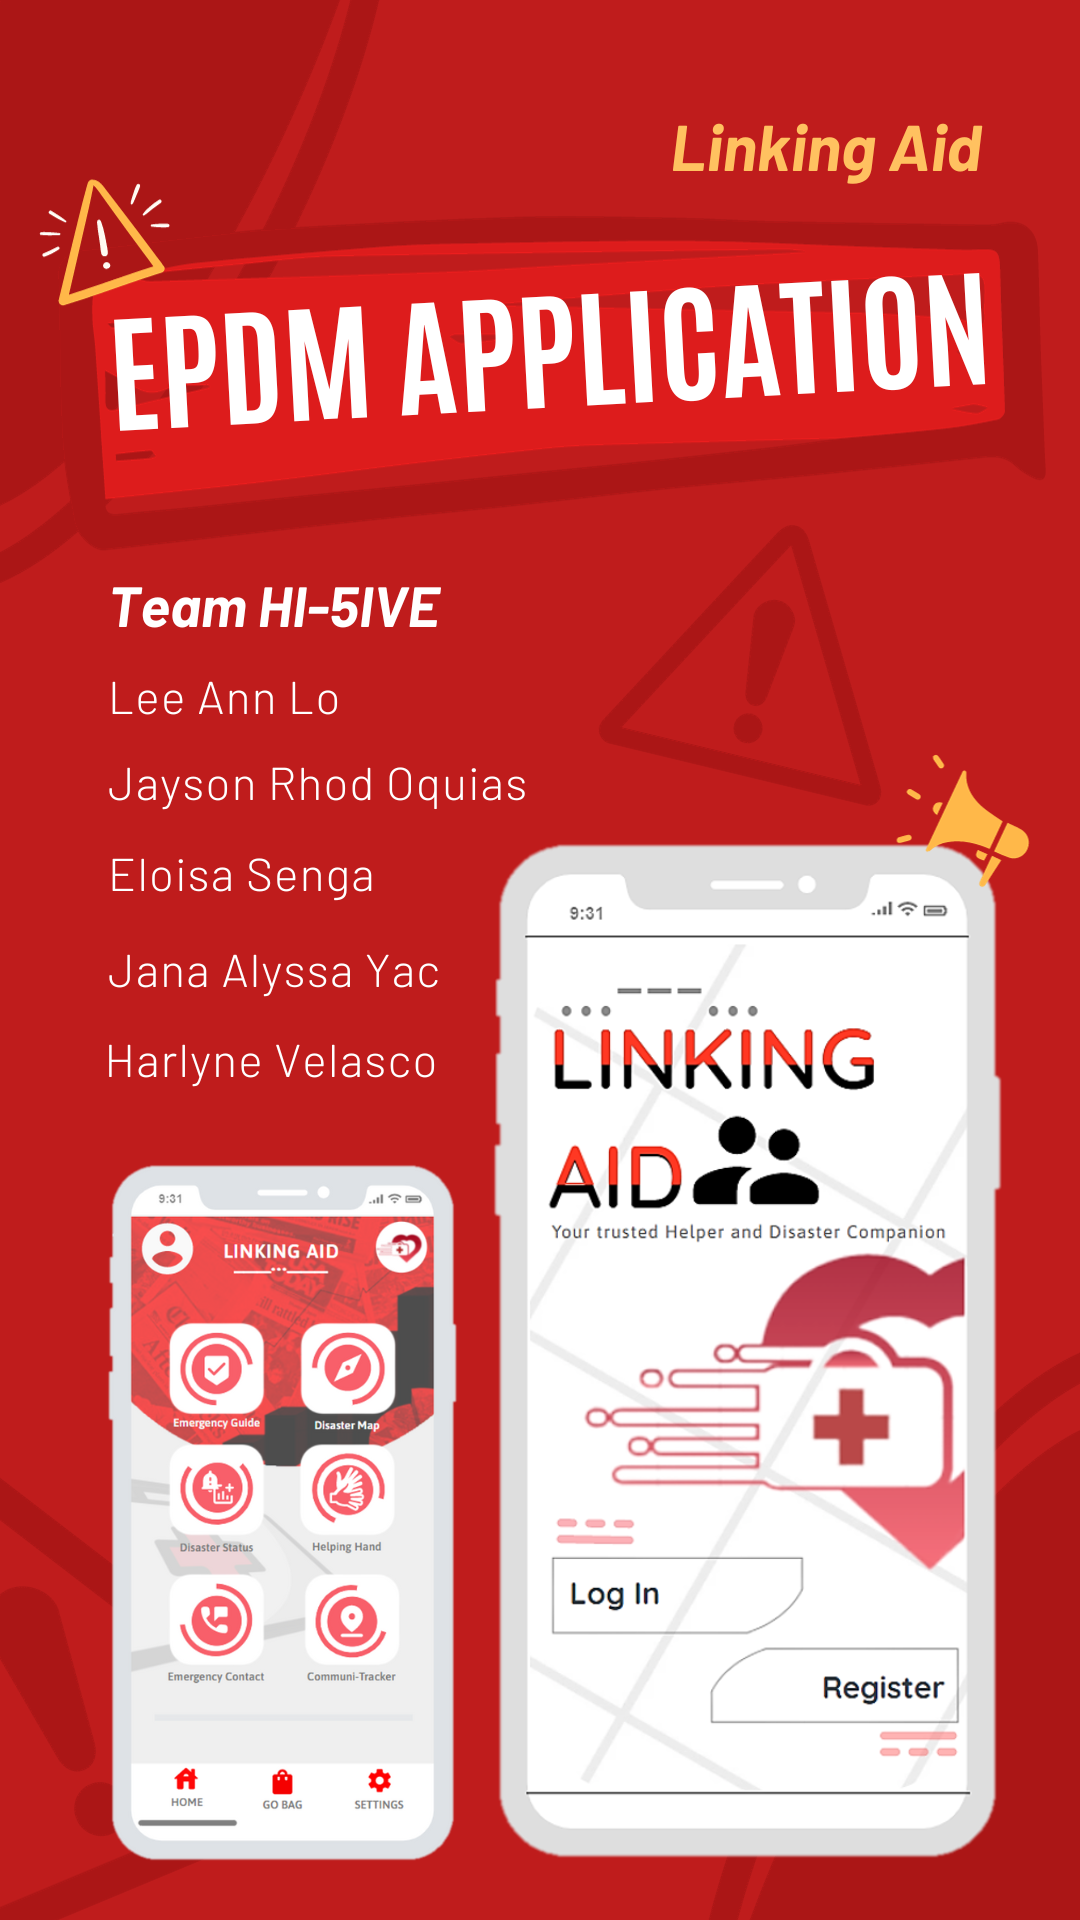 Linking Aid
EPDM APPLICATION
Team HI-5IVE
Lee Ann Lo
Jayson Rhod Oquias
Eloisa Senga
Jana Alyssa Yac
Harlyne Velasco
9:31
LINKING
AID
Your trusted Helper and Disaster Companion
Log In
Register
9:31
LINKING AID
Emergency Guide
Disaster Map
Disaster Status
Helping Hand
Emergency Contact
Communi-Tracker
HOME
GO BAG
SETTINGS